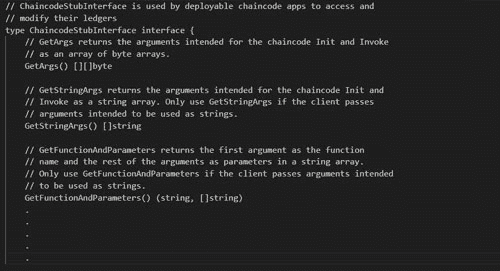 // ChaincodeStubInterface is used by deployable chaincode apps to access and
// modify their ledgers
type ChaincodeStubInterface interface {
// GetArgs returns the arguments intended for the chaincode Init and Invoke
// as an array of byte arrays.
GetArgs() [][]byte
// GetStringArgs returns the arguments intended for the chaincode Init and
// Invoke as a string array. Only use GetStringArgs if the client passes
// arguments intended to be used as strings.
GetStringArgs() []string
// GetFunctionAndParameters returns the first argument as the function
// name and the rest of the arguments as parameters in a string array.
// Only use GetFunctionAndParameters if the client passes arguments intended
// to be used as strings.
GetFunctionAndParameters() (string, []string)
.
.
.
.
.